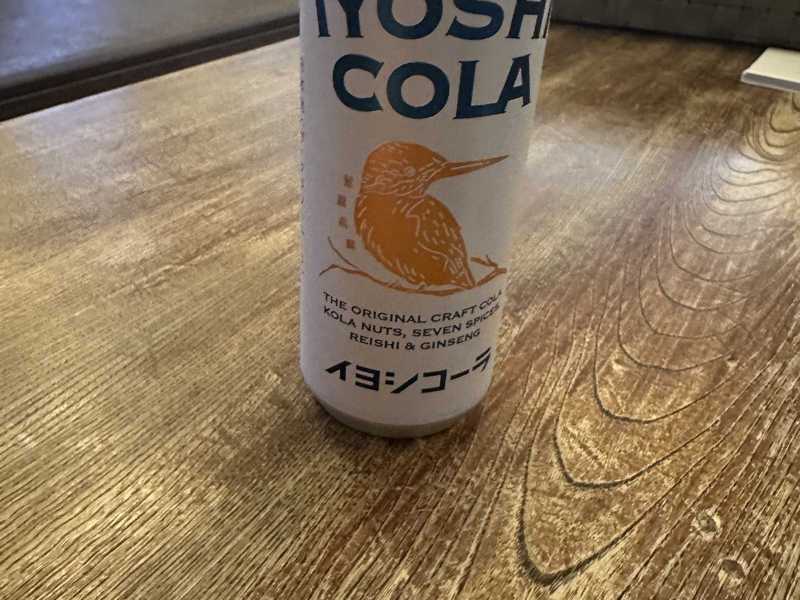 IYOSHI
COLA
THE ORIGINAL CRAFT COLA
KOLA NUTS, SEVEN SPICES,
REISHI & GINSENG
イヨシコーラ